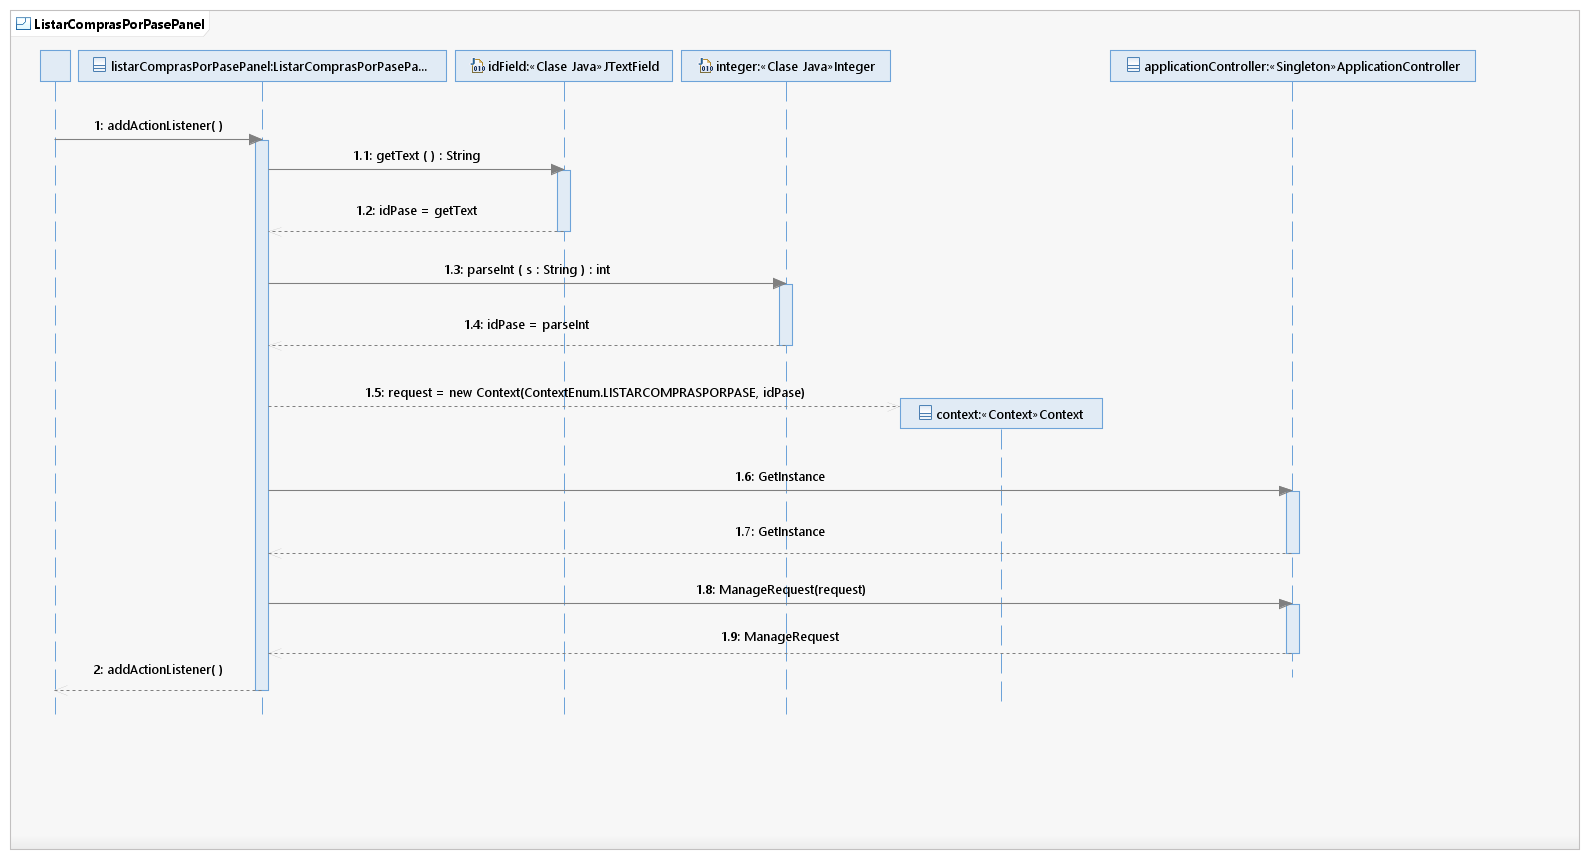 ListarComprasPorPasePanel
listarComprasPorPasePanel:ListarComprasPorPasePa...
idField:«Clase Java»JTextField
integer:«Clase Java»Integer
applicationController:«Singleton»ApplicationController
1: addActionListener( )
1.1: getText ( ) : String
1.2: idPase = getText
1.3: parseInt ( s : String ) : int
1.4: idPase = parseInt
1.5: request = new Context(ContextEnum.LISTARCOMPRASPORPASE, idPase)
context:«Context»Context
1.6: GetInstance
1.7: GetInstance
1.8: ManageRequest(request)
1.9: ManageRequest
2: addActionListener( )